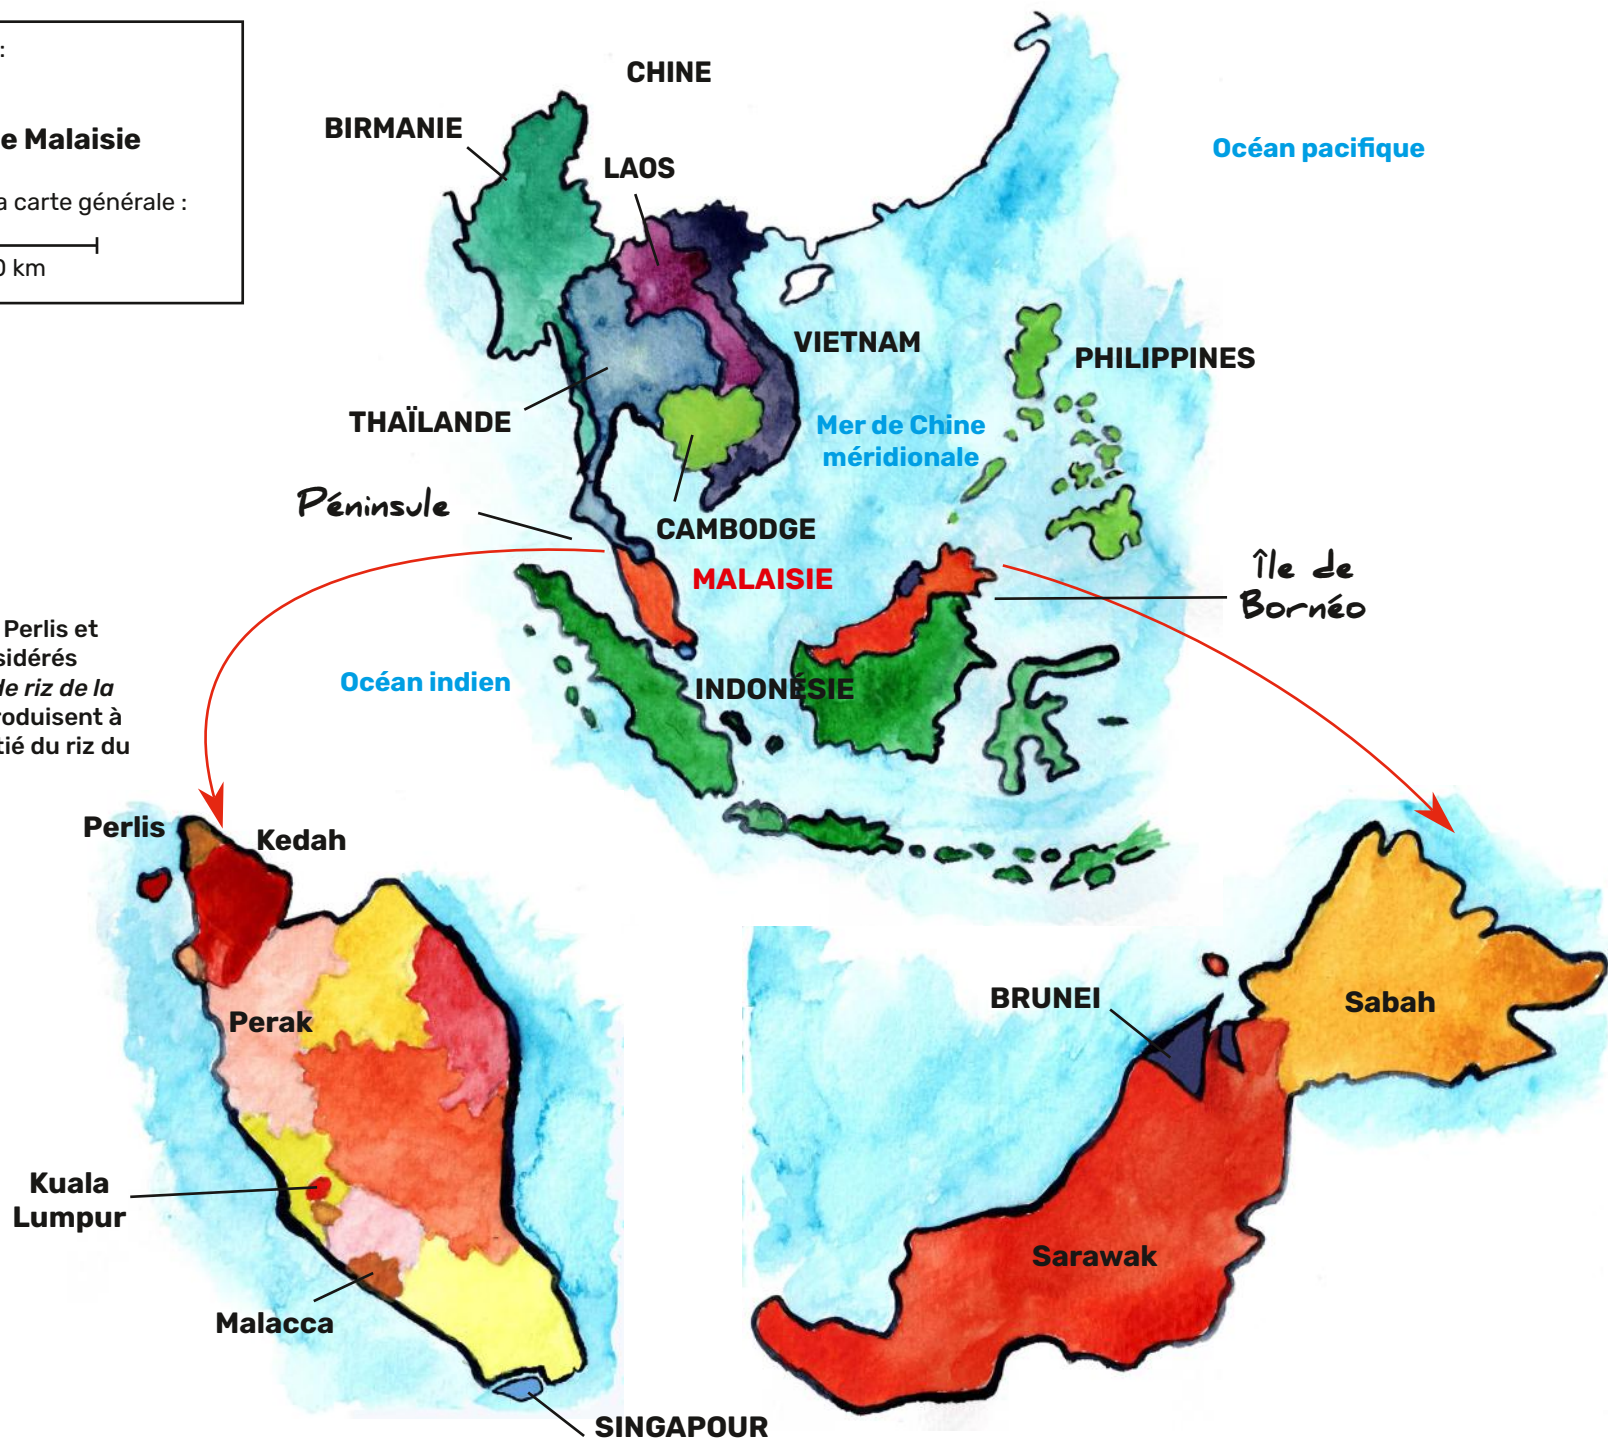 :
e Malaisie
a carte générale :
0 km
CHINE
BIRMANIE
LAOS
Océan pacifique
VIETNAM
PHILIPPINES
THAÏLANDE
Mer de Chine
méridionale
Péninsule
CAMBODGE
MALAISIE
Île de
Bornéo
Perlis et
sidérés
de riz de la
roduisent à
tié du riz du
Océan indien
INDONÉSIE
Perlis
Kedah
Perak
BRUNEI
Sabah
Kuala
Lumpur
Sarawak
Malacca
SINGAPOUR